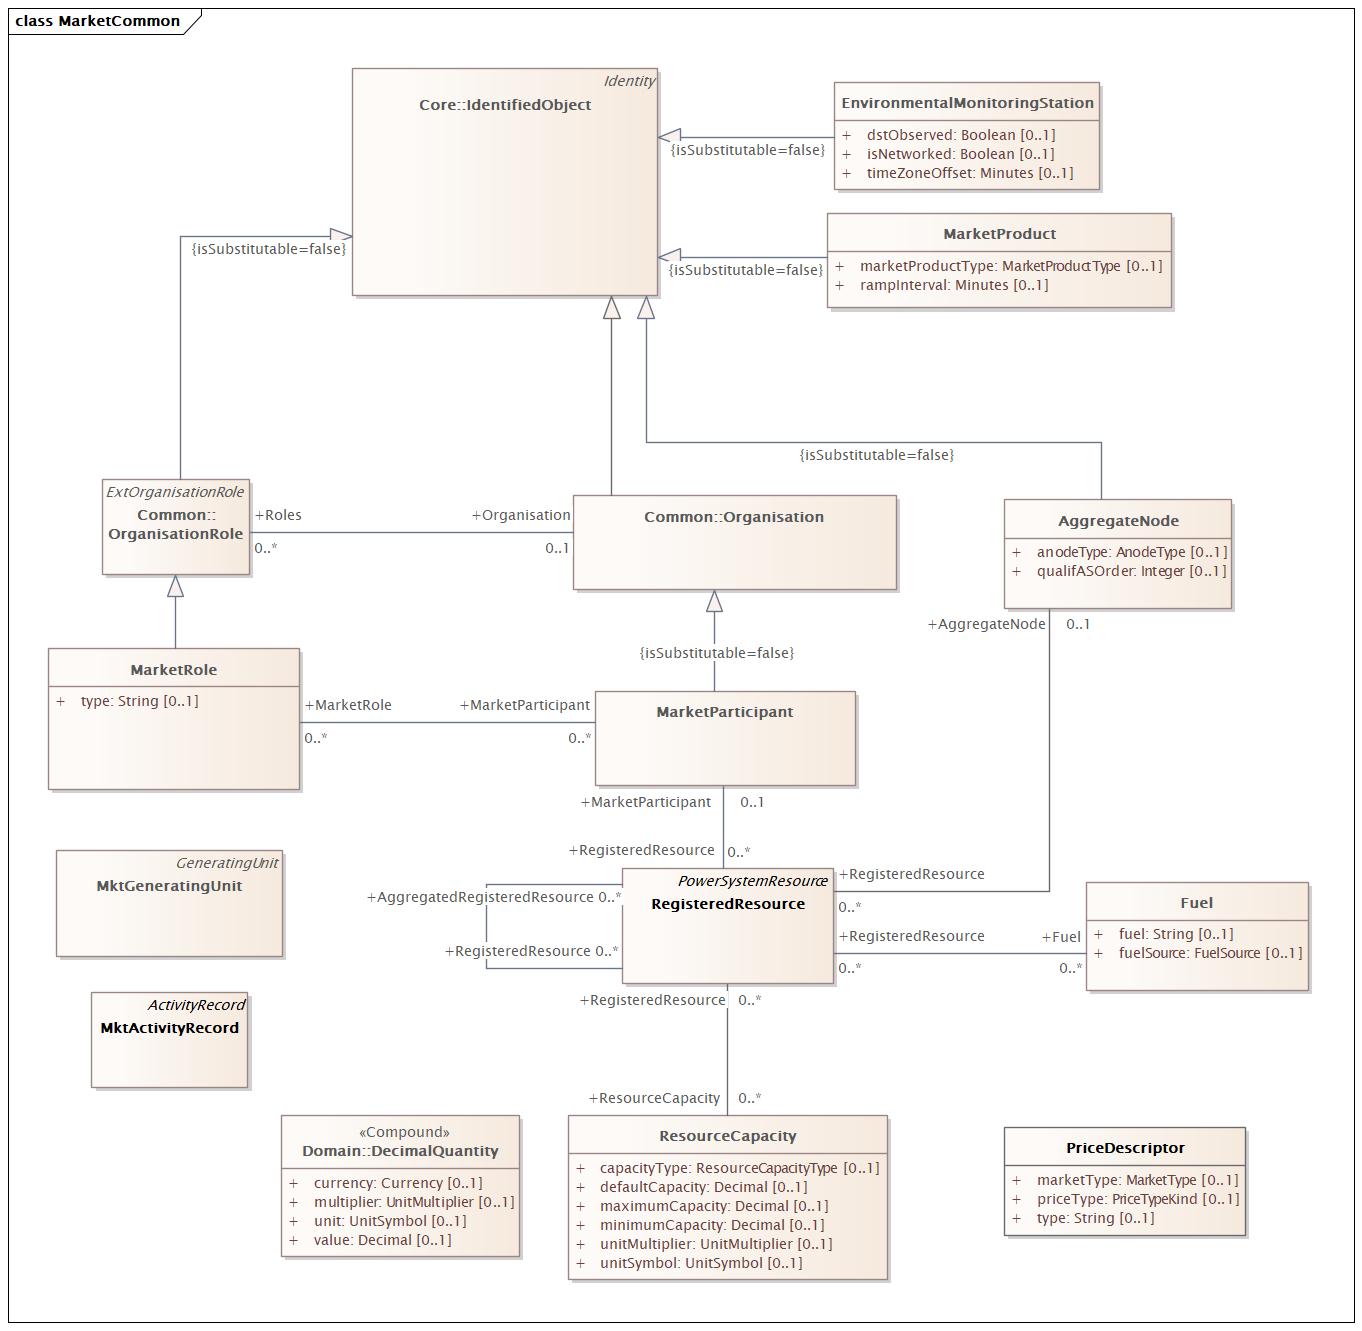 class MarketCommon
Identity
Core::IdentifiedObject
EnvironmentalMonitoringStation
+ dstObserved: Boolean [0..1]
+ isNetworked: Boolean [0..1]
+ timeZoneOffset: Minutes [0..1]
{isSubstitutable=false}
MarketProduct
+ marketProductType: MarketProductType [0..1]
+ rampInterval: Minutes [0..1]
{isSubstitutable=false}
{isSubstitutable=false}
{isSubstitutable=false}
ExtOrganisationRole
Common::
OrganisationRole
+Roles
0..*
+Organisation
0..1
Common::Organisation
AggregateNode
+ anodeType: AnodeType [0..1]
+ qualifASOrder: Integer [0..1]
+AggregateNode
0..1
{isSubstitutable=false}
MarketRole
+ type: String [0..1]
+MarketRole
0..*
+MarketParticipant
0..*
MarketParticipant
+MarketParticipant
0..1
+RegisteredResource
0..*
GeneratingUnit
MktGeneratingUnit
PowerSystemResource
RegisteredResource
+AggregatedRegisteredResource 0..*
+RegisteredResource 0..*
+RegisteredResource
0..*
+RegisteredResource
0..*
+Fuel
0..*
Fuel
+ fuel: String [0..1]
+ fuelSource: FuelSource [0..1]
+RegisteredResource
0..*
ActivityRecord
MktActivityRecord
+ResourceCapacity
0..*
«Compound»
Domain::DecimalQuantity
+ currency: Currency [0..1]
+ multiplier: UnitMultiplier [0..1]
+ unit: UnitSymbol [0..1]
+ value: Decimal [0..1]
ResourceCapacity
+ capacityType: ResourceCapacityType [0..1]
+ defaultCapacity: Decimal [0..1]
+ maximumCapacity: Decimal [0..1]
+ minimumCapacity: Decimal [0..1]
+ unitMultiplier: UnitMultiplier [0..1]
+ unitSymbol: UnitSymbol [0..1]
PriceDescriptor
+ marketType: MarketType [0..1]
+ priceType: PriceTypeKind [0..1]
+ type: String [0..1]